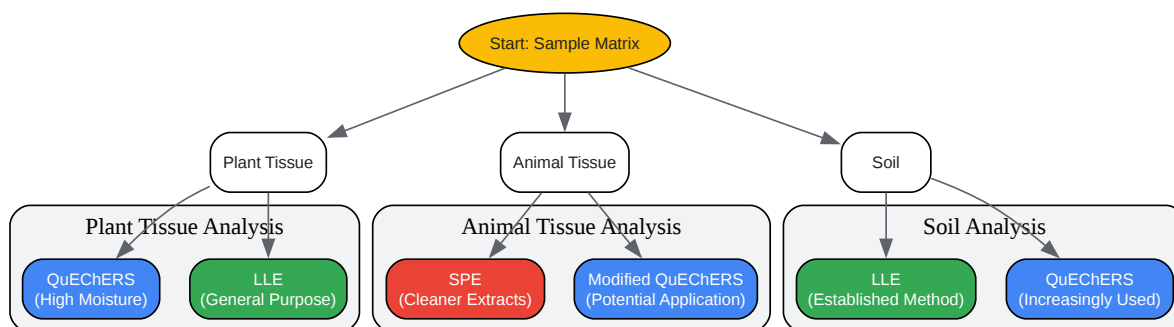 Start: Sample Matrix
Plant Tissue
Animal Tissue
Soil
Plant Tissue Analysis
Animal Tissue Analysis
Soil Analysis
QuEChERS
(High Moisture)
LLE
(General Purpose)
SPE
(Cleaner Extracts)
Modified QuEChERS
(Potential Application)
LLE
(Established Method)
QuEChERS
(Increasingly Used)